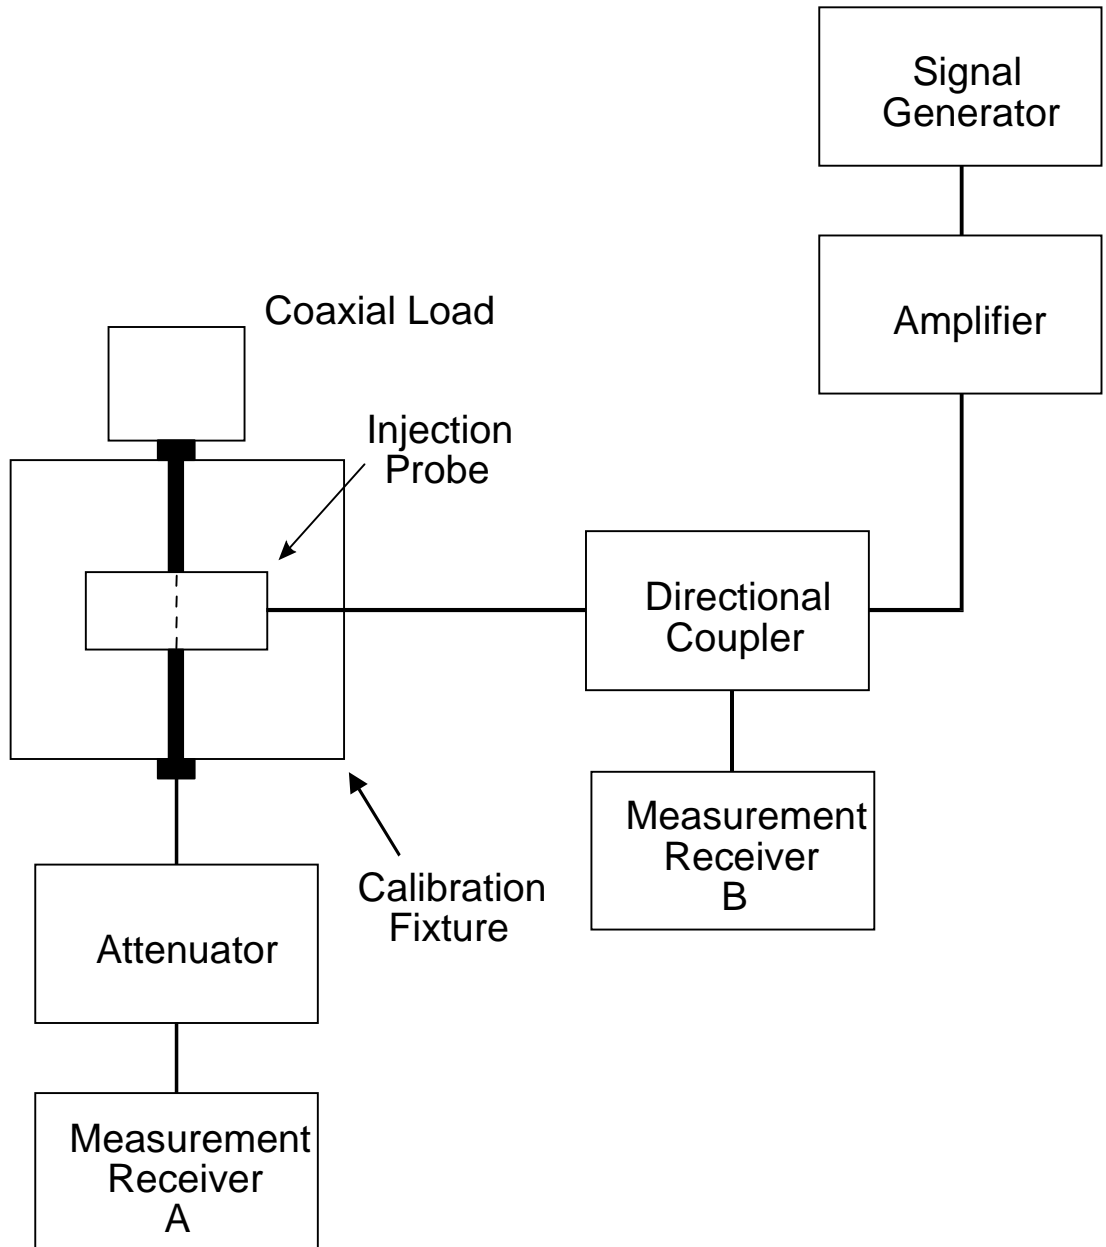 Signal
Generator
Amplifier
Coaxial Load
Injection
Probe
Directional
Coupler
Measurement
Receiver
B
Calibration
Fixture
Attenuator
Measurement
Receiver
A